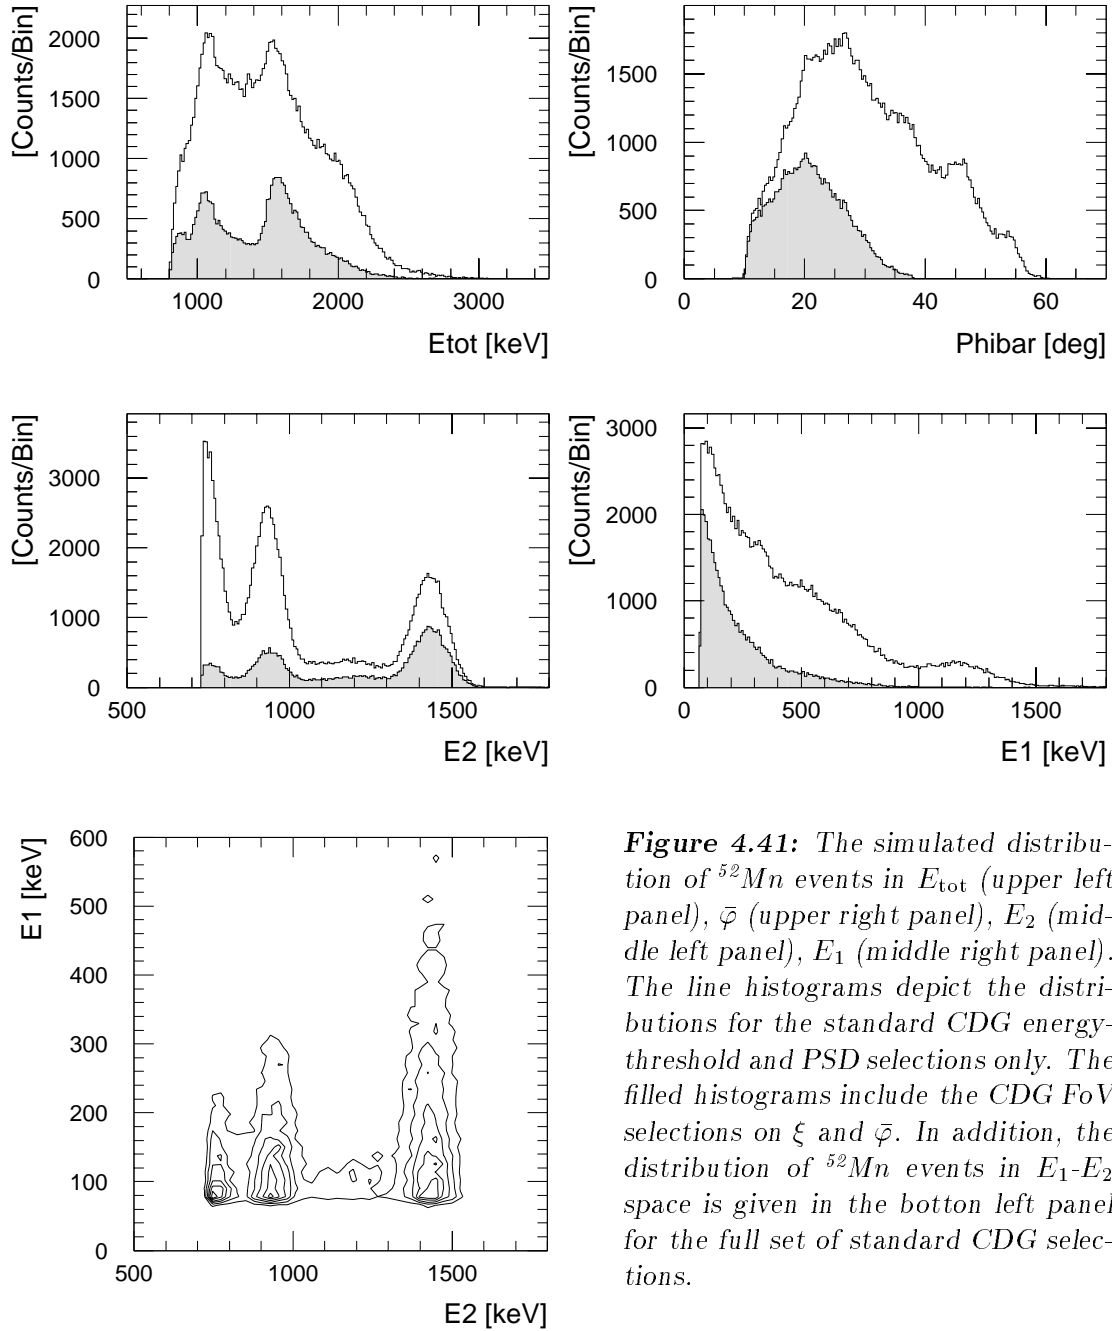 [Counts/Bin]
2000
1500
1000
500
0
1000
2000
3000
Etot [keV]
[Counts/Bin]
1500
1000
500
0
0
20
40
60
Phibar [deg]
[Counts/Bin]
3000
2000
1000
0
500
1000
1500
E2 [keV]
[Counts/Bin]
3000
2000
1000
0
0
500
1000
1500
E1 [keV]
E1 [keV]
600
500
400
300
200
100
0
500
1000
1500
E2 [keV]
Figure 4.41: The simulated distribu-
tion of ⁵²Mn events in E_tot (upper left
panel), φ̄ (upper right panel), E₂ (mid-
dle left panel), E₁ (middle right panel).
The line histograms depict the distri-
butions for the standard CDG energy-
threshold and PSD selections only. The
filled histograms include the CDG FoV
selections on ξ and φ̄. In addition, the
distribution of ⁵²Mn events in E₁-E₂
space is given in the botton left panel
for the full set of standard CDG selec-
tions.